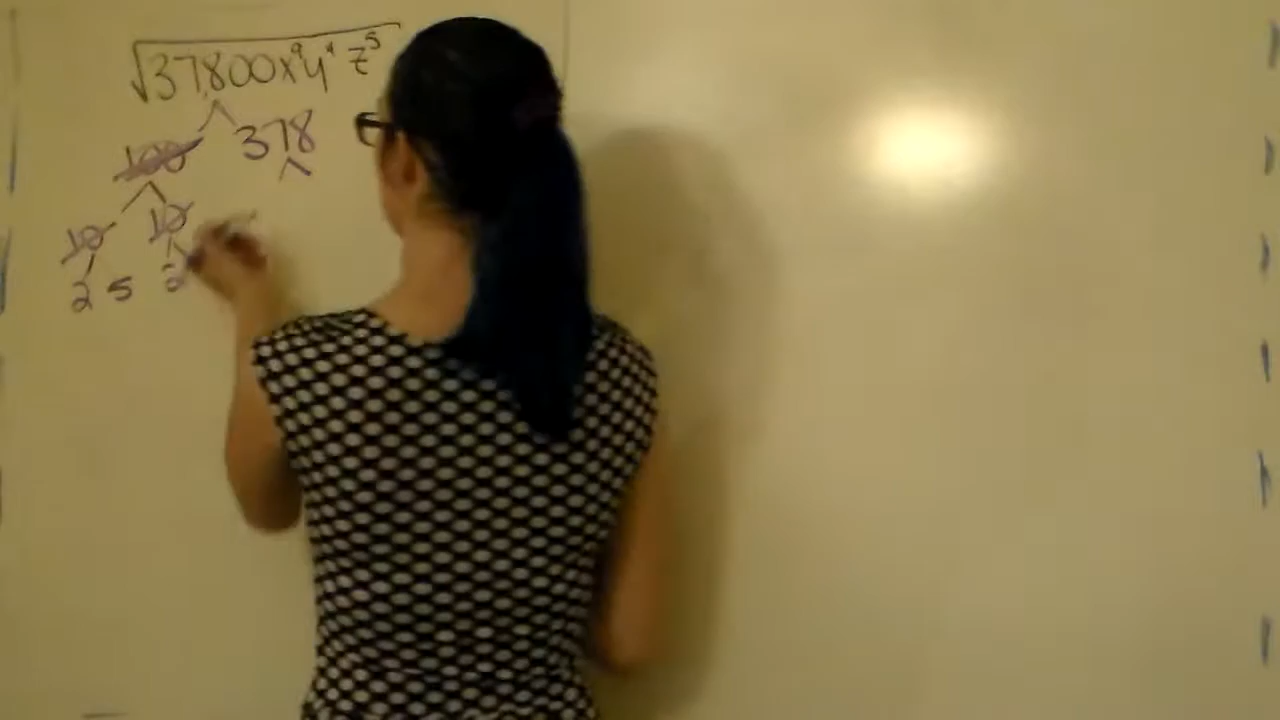 √37,800x⁹y⁴z⁵
100 378
10 10
2 5 2